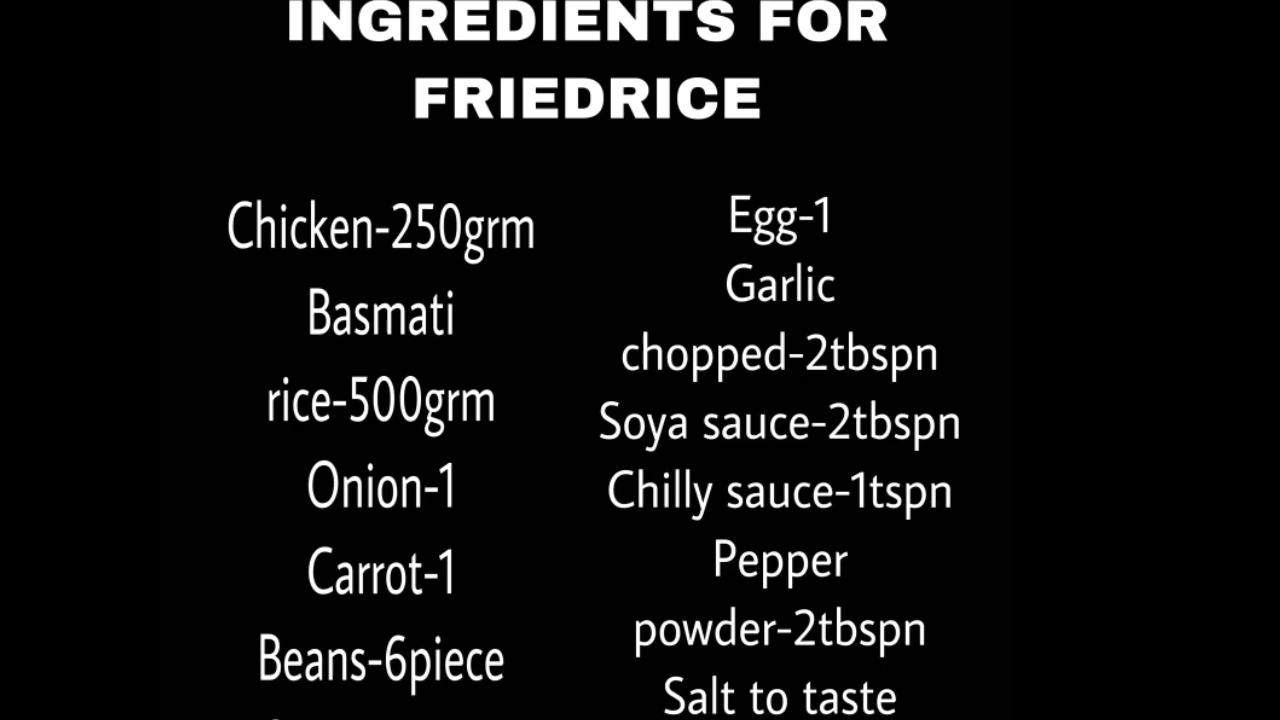 INGREDIENTS FOR
FRIEDRICE
Chicken-250grm
Basmati
rice-500grm
Onion-1
Carrot-1
Beans-6piece
Egg-1
Garlic
chopped-2tbspn
Soya sauce-2tbspn
Chilly sauce-1tspn
Pepper
powder-2tbspn
Salt to taste